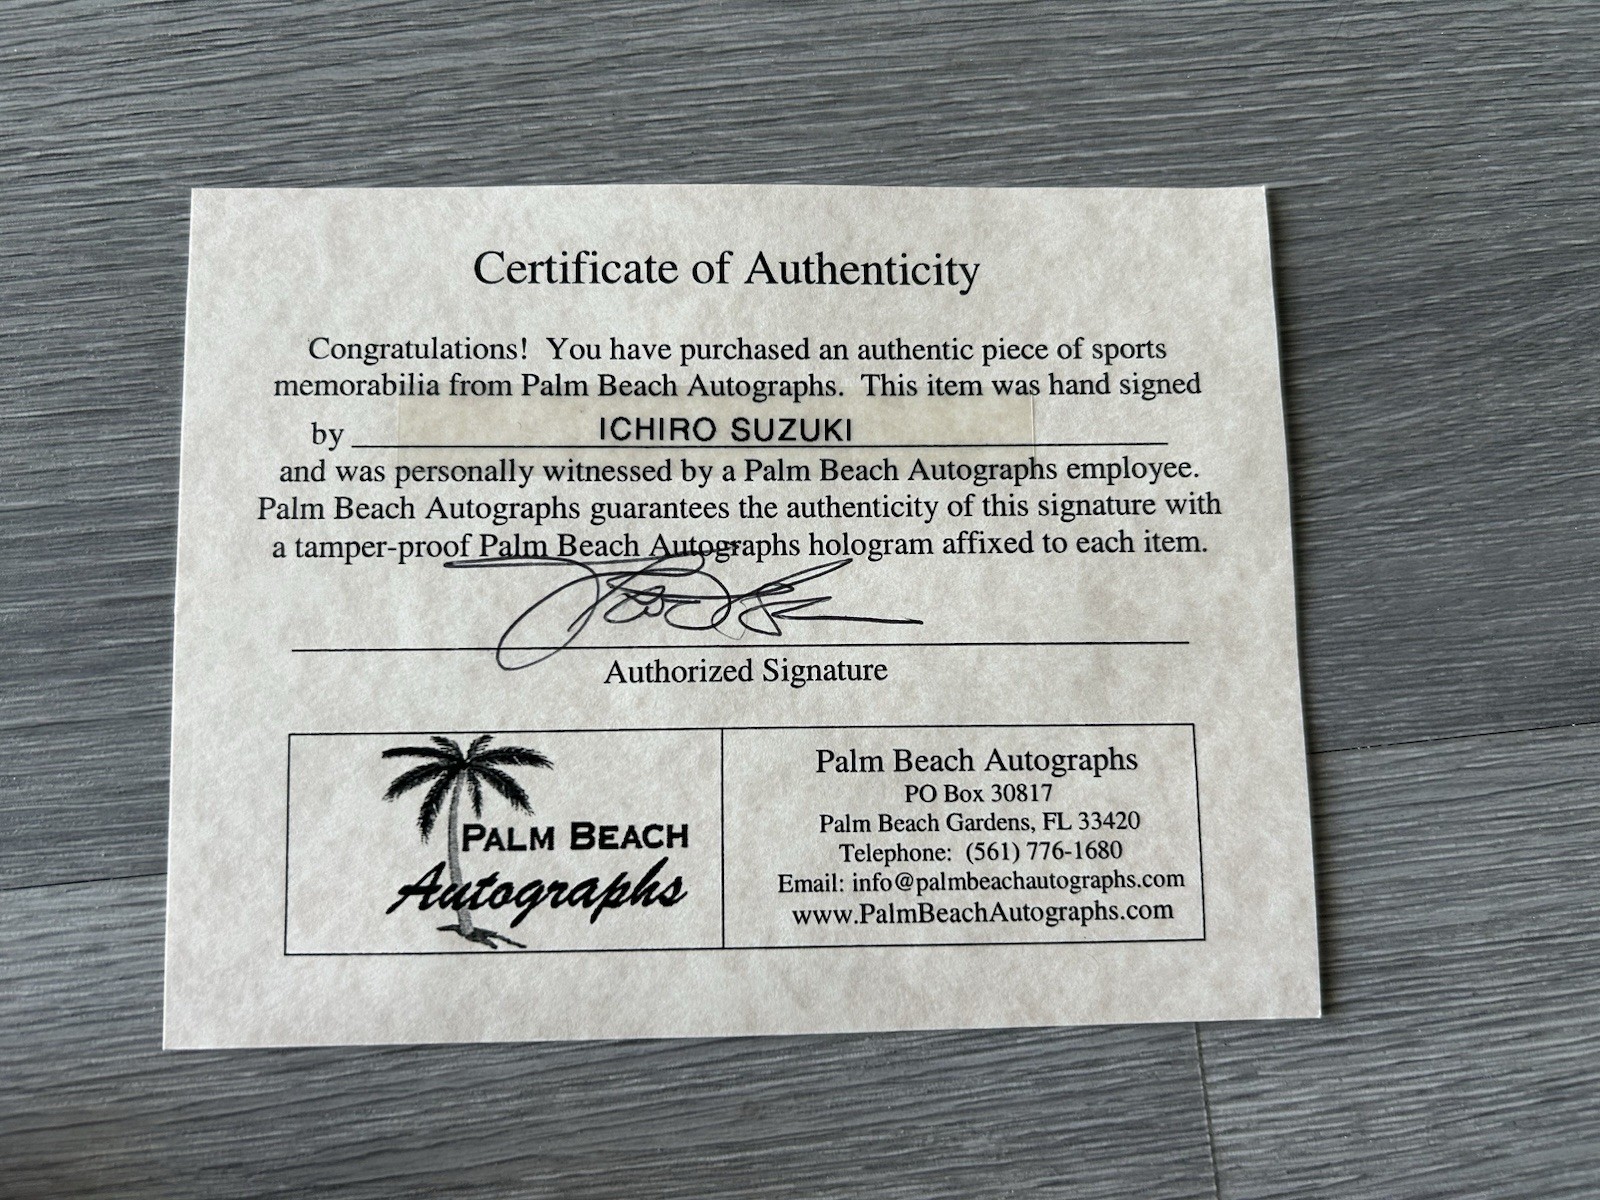 Certificate of Authenticity
Congratulations! You have purchased an authentic piece of sports
memorabilia from Palm Beach Autographs. This item was hand signed
by ICHIRO SUZUKI
and was personally witnessed by a Palm Beach Autographs employee.
Palm Beach Autographs guarantees the authenticity of this signature with
a tamper-proof Palm Beach Autographs hologram affixed to each item.
Authorized Signature
PALM BEACH
Autographs
Palm Beach Autographs
PO Box 30817
Palm Beach Gardens, FL 33420
Telephone: (561) 776-1680
Email: info@palmbeachautographs.com
www.PalmBeachAutographs.com